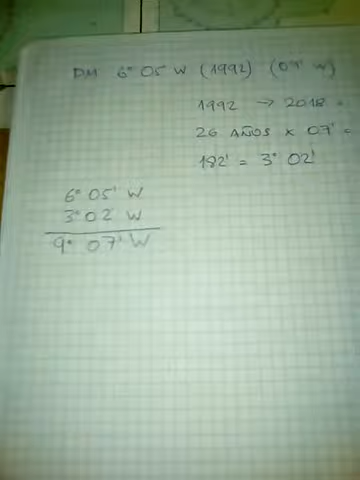 DM 6° 05 W (1992) (07' W)
1992 → 2018 =
26 AÑOS x 07' =
182' = 3° 02'
6° 05' W
3° 02 W
9° 07' W